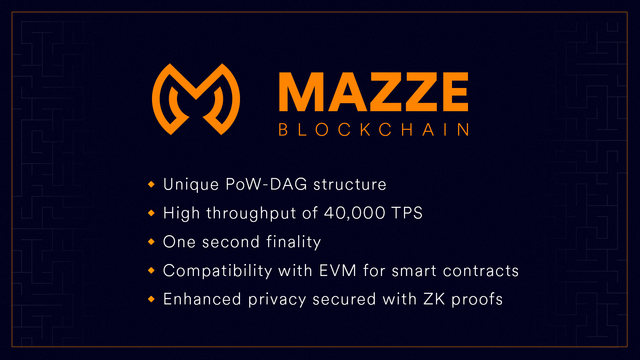 MAZZE
BLOCKCHAIN
Unique PoW-DAG structure
High throughput of 40,000 TPS
One second finality
Compatibility with EVM for smart contracts
Enhanced privacy secured with ZK proofs